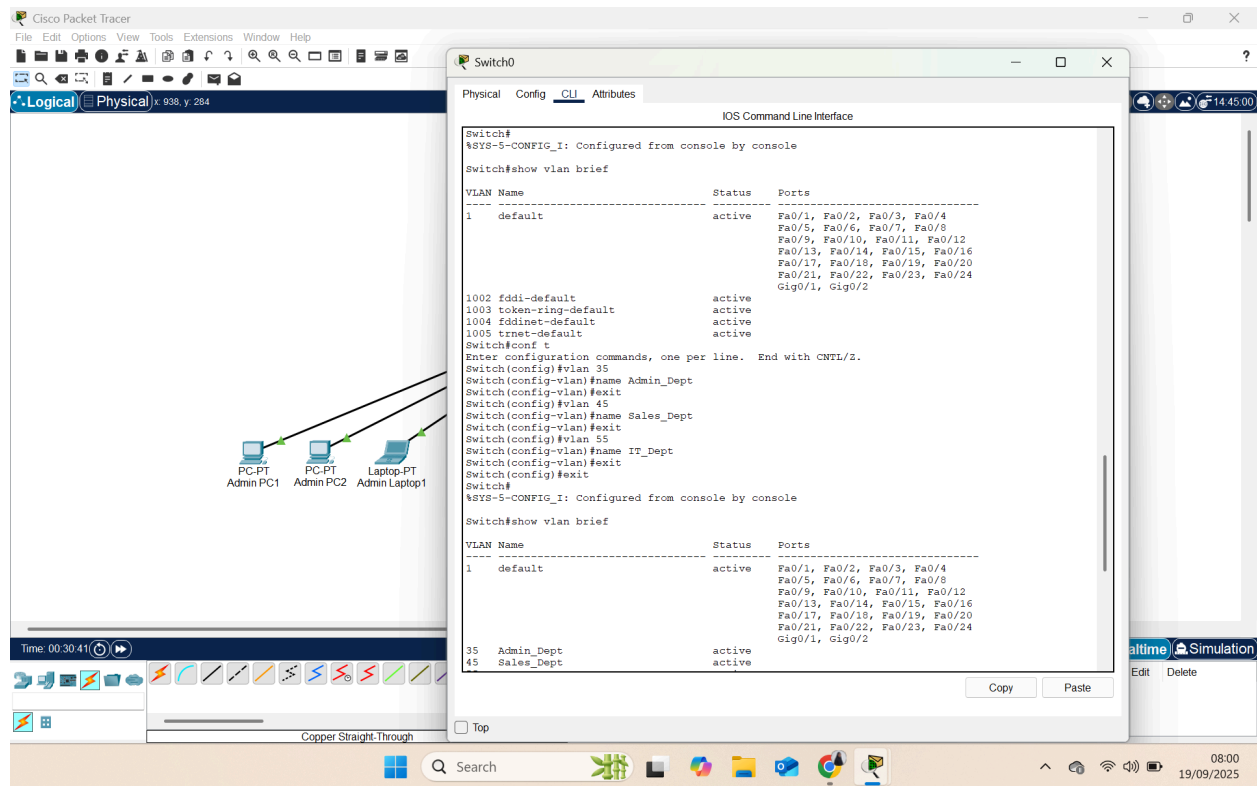 Cisco Packet Tracer
File Edit Options View Tools Extensions Window Help
?
Logical Physical x: 938, y: 284
14:45:00
Switch0
Physical Config CLI Attributes
IOS Command Line Interface
Switch#
%SYS-5-CONFIG_I: Configured from console by console
Switch#show vlan brief
VLAN Name Status Ports
---- -------------------------------- --------- -------------------------------
1 default active Fa0/1, Fa0/2, Fa0/3, Fa0/4
Fa0/5, Fa0/6, Fa0/7, Fa0/8
Fa0/9, Fa0/10, Fa0/11, Fa0/12
Fa0/13, Fa0/14, Fa0/15, Fa0/16
Fa0/17, Fa0/18, Fa0/19, Fa0/20
Fa0/21, Fa0/22, Fa0/23, Fa0/24
Gig0/1, Gig0/2
1002 fddi-default active
1003 token-ring-default active
1004 fddinet-default active
1005 trnet-default active
Switch#conf t
Enter configuration commands, one per line. End with CNTL/Z.
Switch(config)#vlan 35
Switch(config-vlan)#name Admin_Dept
Switch(config-vlan)#exit
Switch(config)#vlan 45
Switch(config-vlan)#name Sales_Dept
Switch(config-vlan)#exit
Switch(config)#vlan 55
Switch(config-vlan)#name IT_Dept
Switch(config-vlan)#exit
Switch(config)#exit
Switch#
%SYS-5-CONFIG_I: Configured from console by console
Switch#show vlan brief
VLAN Name Status Ports
---- -------------------------------- --------- -------------------------------
1 default active Fa0/1, Fa0/2, Fa0/3, Fa0/4
Fa0/5, Fa0/6, Fa0/7, Fa0/8
Fa0/9, Fa0/10, Fa0/11, Fa0/12
Fa0/13, Fa0/14, Fa0/15, Fa0/16
Fa0/17, Fa0/18, Fa0/19, Fa0/20
Fa0/21, Fa0/22, Fa0/23, Fa0/24
Gig0/1, Gig0/2
35 Admin_Dept active
45 Sales_Dept active
Copy Paste
Top
PC-PT PC-PT Laptop-PT
Admin PC1 Admin PC2 Admin Laptop1
Time: 00:30:41
altime Simulation
Edit Delete
Copper Straight-Through
Search
08:00
19/09/2025